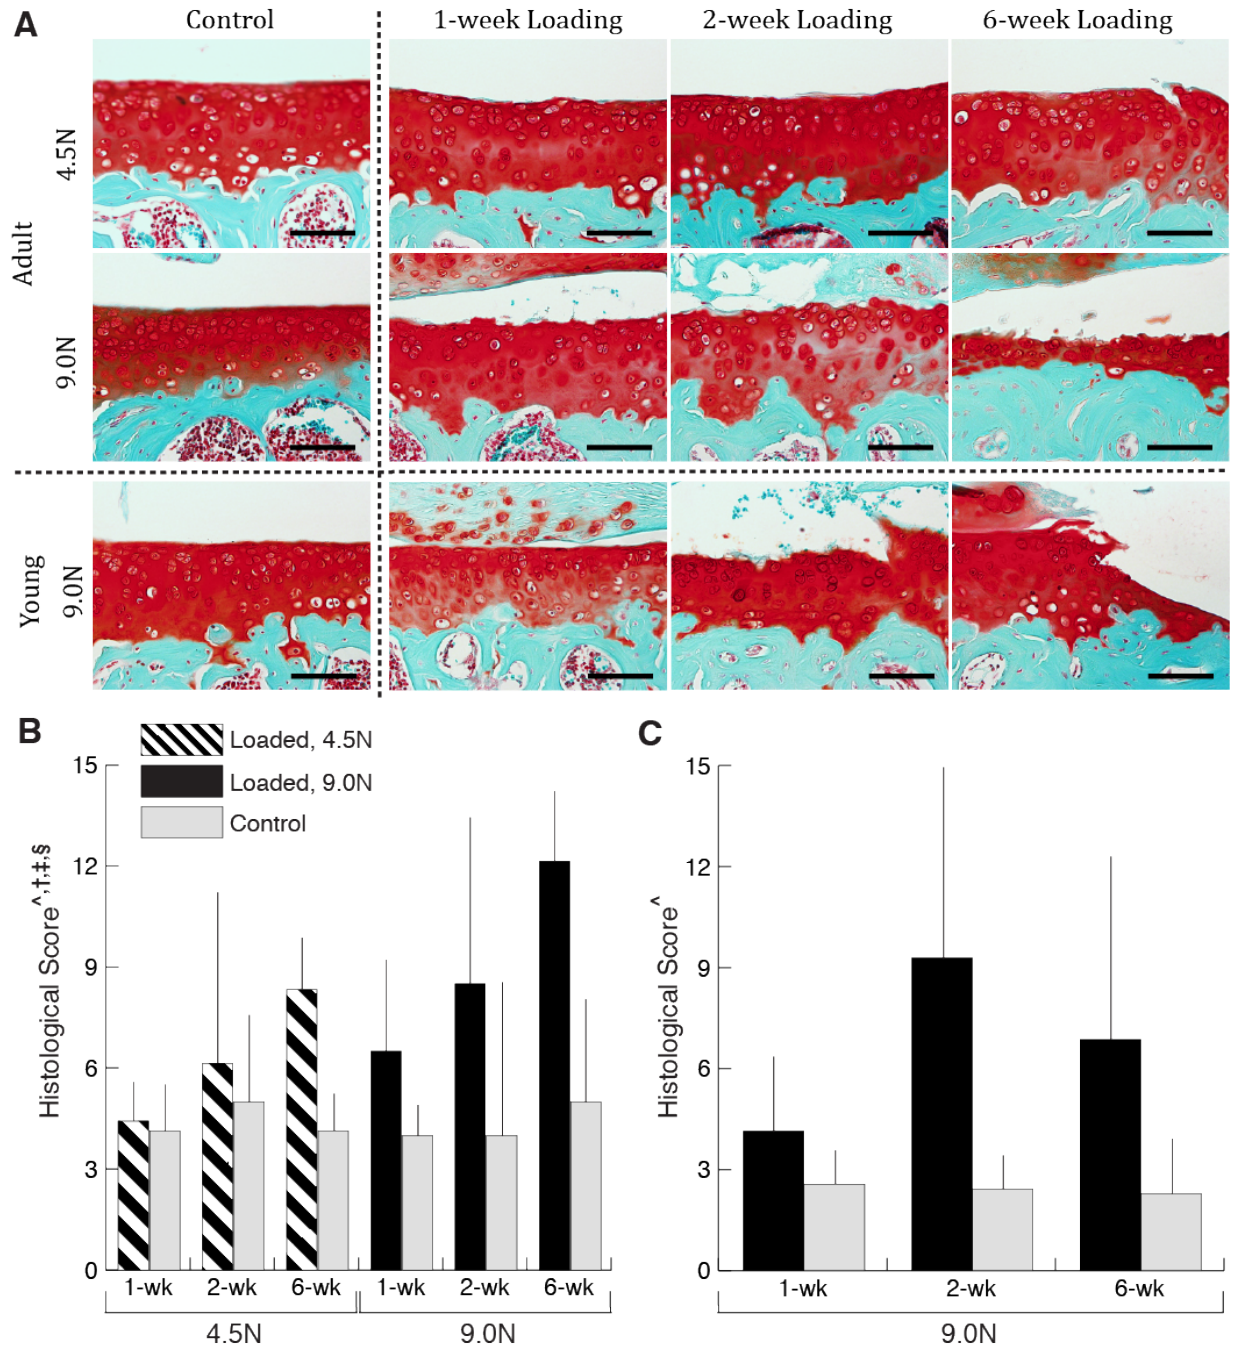 A
Control
1-week Loading
2-week Loading
6-week Loading
Adult
4.5N
9.0N
Young
9.0N
B
Loaded, 4.5N
Loaded, 9.0N
Control
Histological Score^,†,‡,§
15
12
9
6
3
0
1-wk
2-wk
6-wk
1-wk
2-wk
6-wk
4.5N
9.0N
C
Histological Score^
15
12
9
6
3
0
1-wk
2-wk
6-wk
9.0N